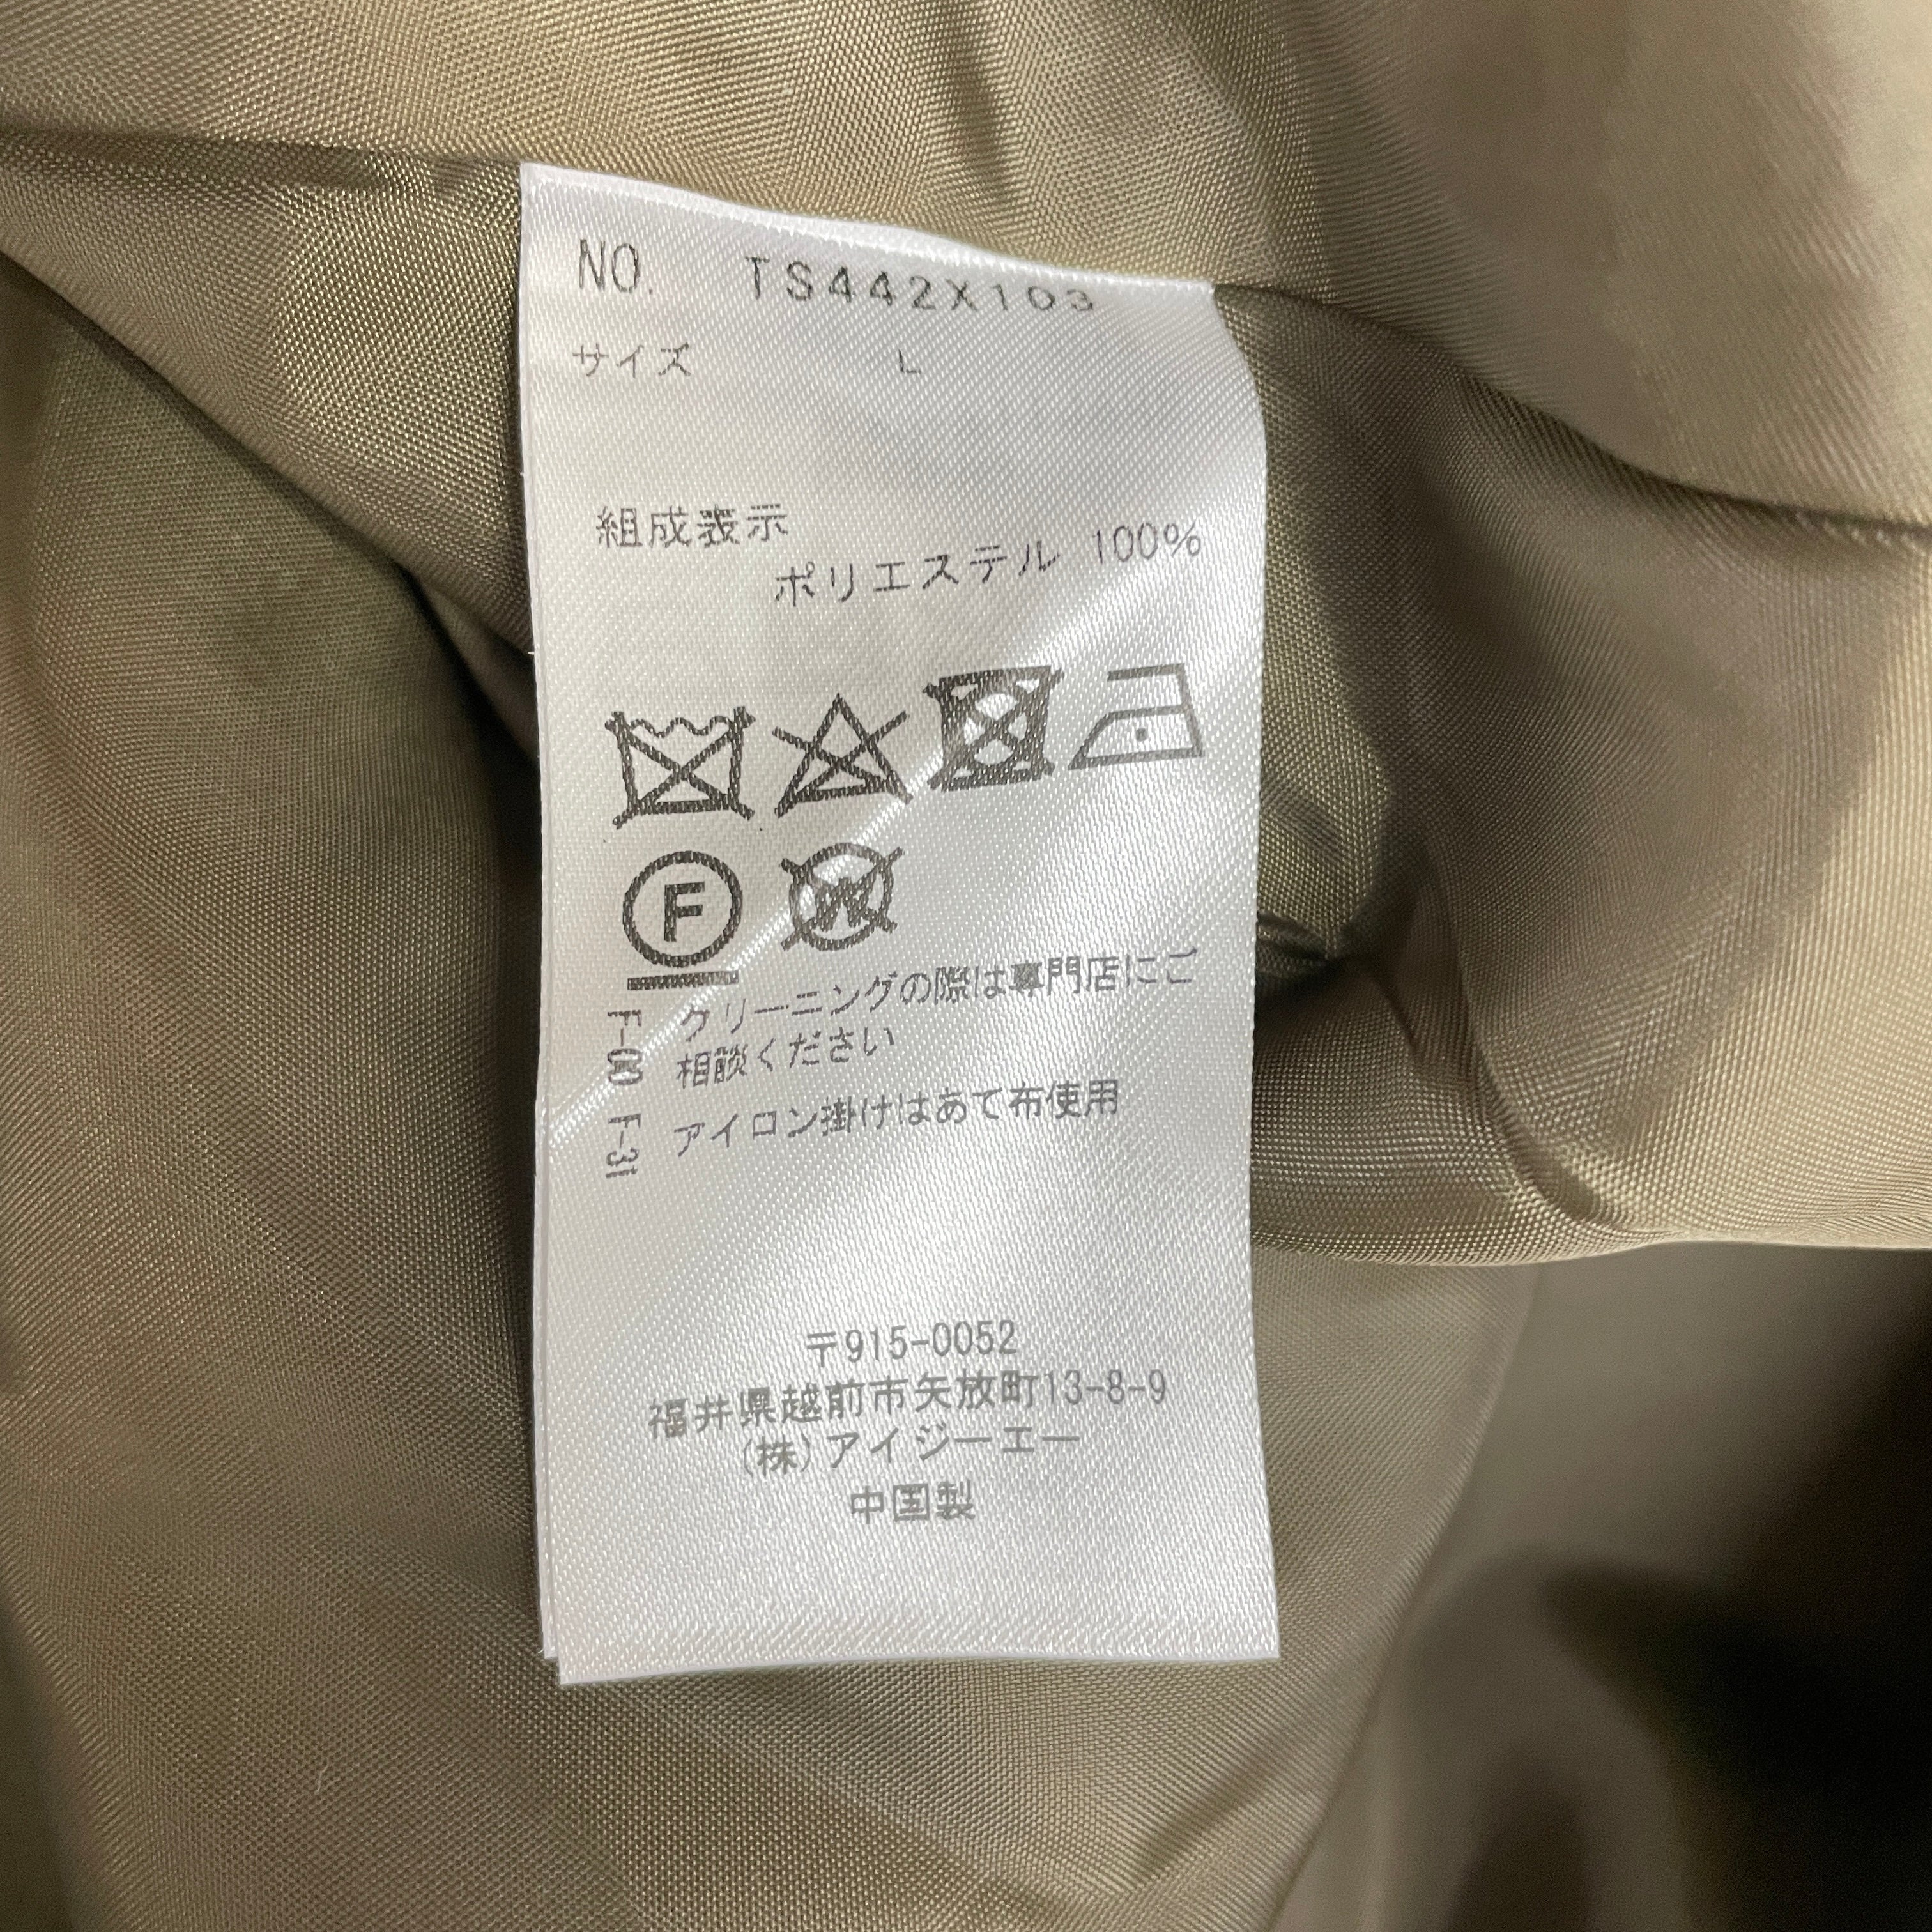 NO. TS442X103
サイズ L
組成表示
ポリエステル 100%
F
W
F-00 クリーニングの際は専門店にご
相談ください
F-31 アイロン掛けはあて布使用
〒915-0052
福井県越前市矢放町13-8-9
(株)アイジーエー
中国製